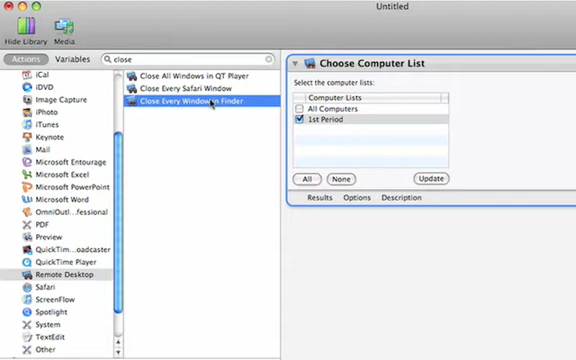 Untitled
Hide Library
Media
Actions
Variables
close
iCal
iDVD
Image Capture
iPhoto
iTunes
Keynote
Mail
Microsoft Entourage
Microsoft Excel
Microsoft PowerPoint
Microsoft Word
OmniOutl...fessional
PDF
Preview
QuickTim...oadcaster
QuickTime Player
Remote Desktop
Safari
ScreenFlow
Spotlight
System
TextEdit
Other
Close All Windows in QT Player
Close Every Safari Window
Close Every Window in Finder
Choose Computer List
Select the computer lists:
Computer Lists
All Computers
1st Period
All
None
Update
Results
Options
Description